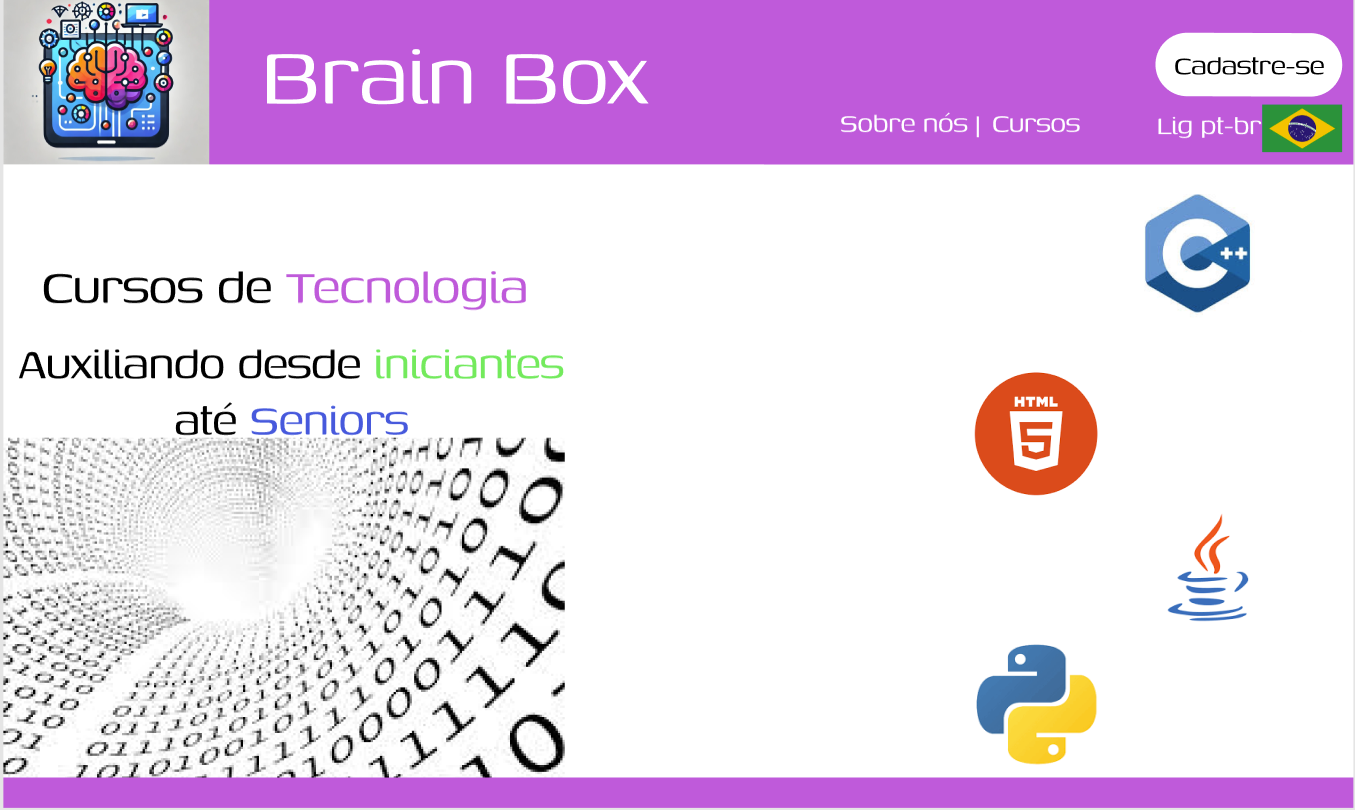 Brain Box
Cadastre-se
Sobre nós | Cursos
Lig pt-br
Cursos de Tecnologia
Auxiliando desde iniciantes
até Seniors
C++
HTML
5